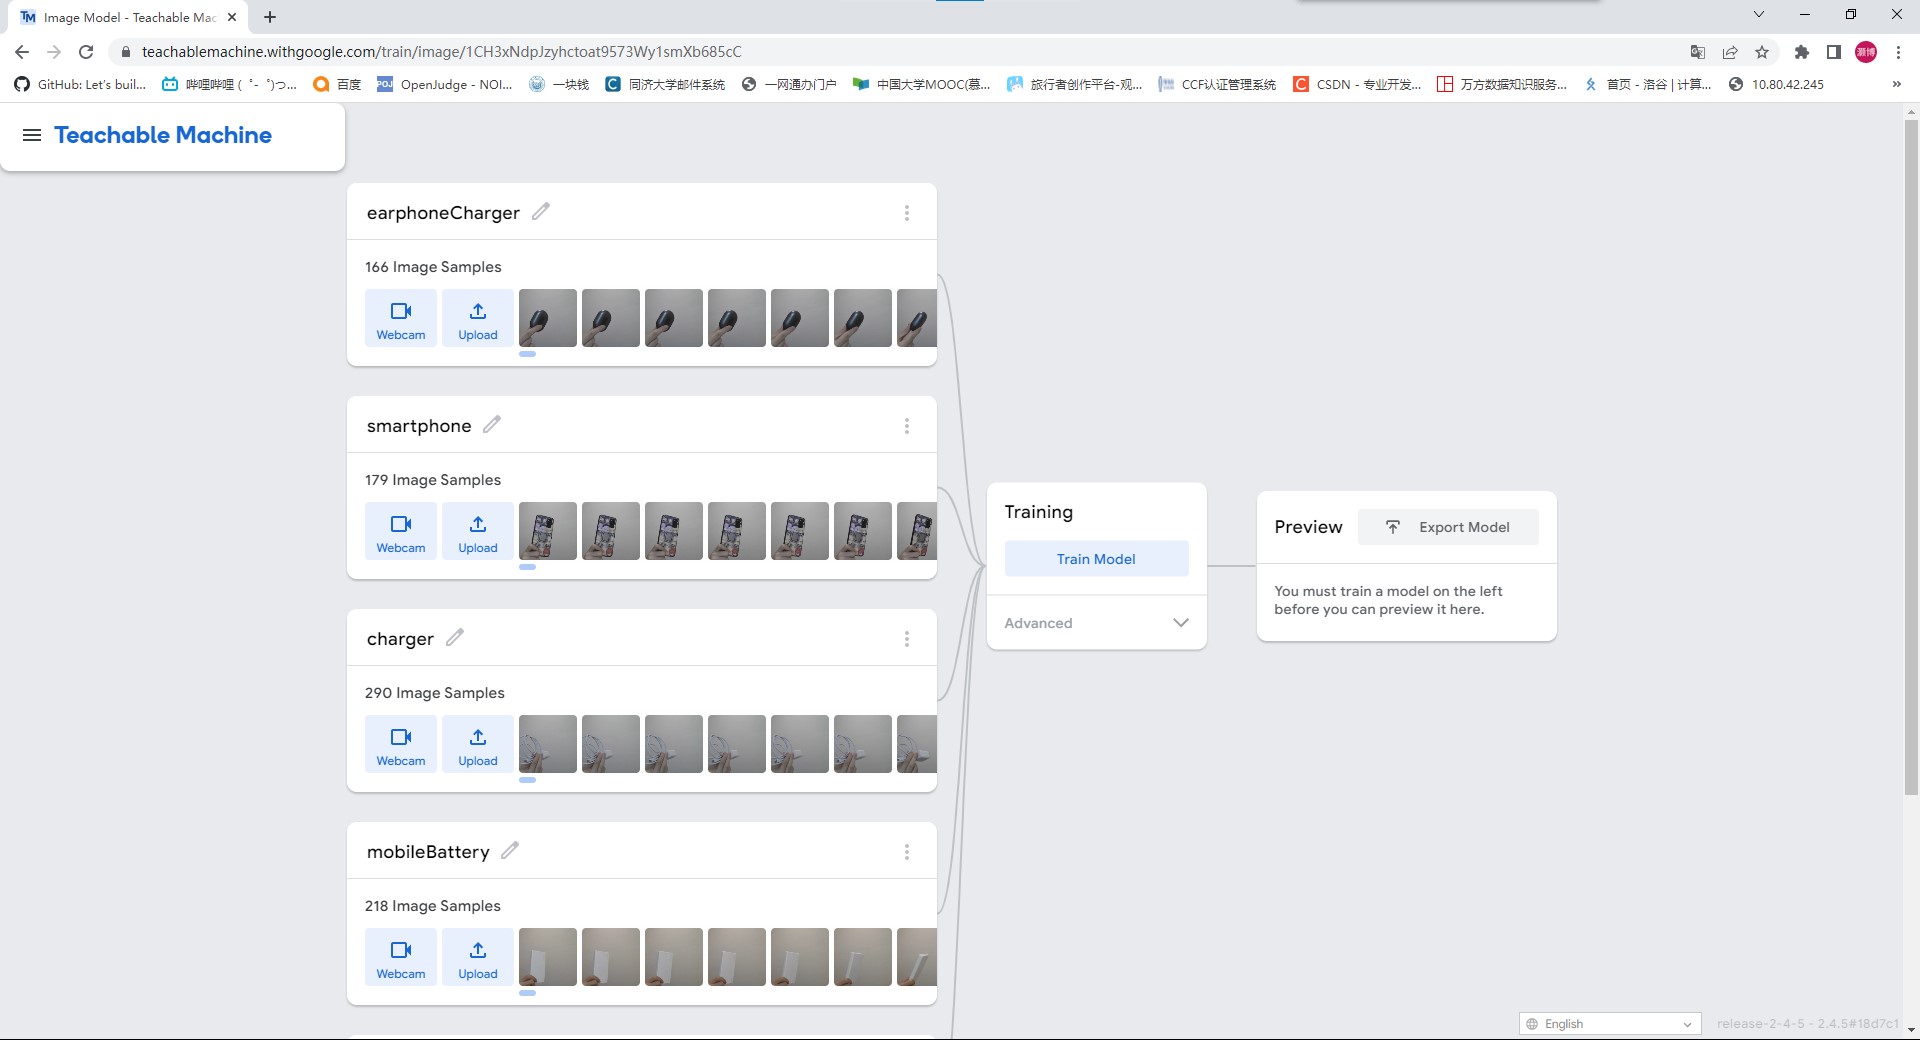 Image Model - Teachable Mac
teachablemachine.withgoogle.com/train/image/1CH3xNdpJzyhctoat9573Wy1smXb685cC
GitHub: Let's buil... 哔哩哔哩 ( ゜- ゜)つ... 百度 POJ OpenJudge - NOI... 一块钱 同济大学邮件系统 一网通办门户 中国大学MOOC(慕... 旅行者创作平台-观... CCF认证管理系统 CSDN - 专业开发... 万方数据知识服务... 首页 - 洛谷 | 计算... 10.80.42.245
Teachable Machine
earphoneCharger
166 Image Samples
Webcam
Upload
smartphone
179 Image Samples
Webcam
Upload
charger
290 Image Samples
Webcam
Upload
mobileBattery
218 Image Samples
Webcam
Upload
Training
Train Model
Advanced
Preview
Export Model
You must train a model on the left
before you can preview it here.
English
release-2-4-5 - 2.4.5#18d7c1